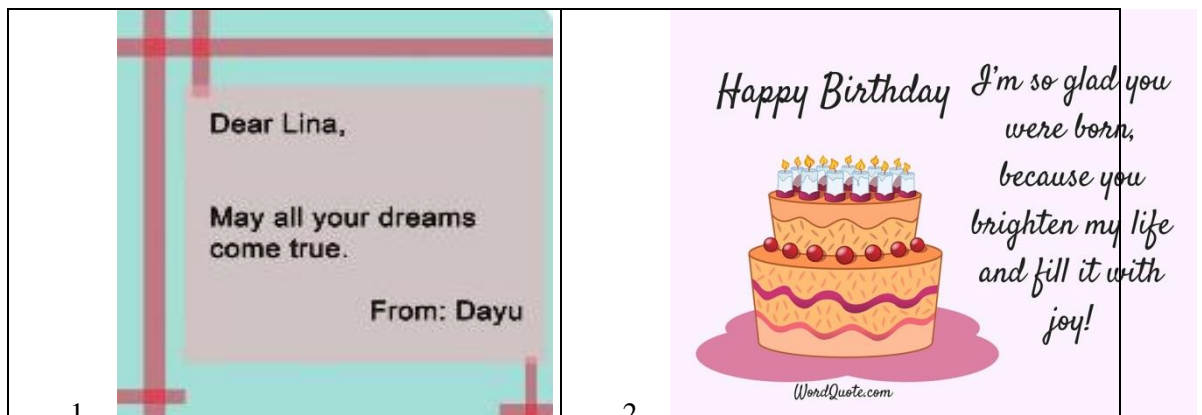 Dear Lina,
May all your dreams
come true.
From: Dayu
1
Happy Birthday
I'm so glad you
were born,
because you
brighten my life
and fill it with
joy!
WordQuote.com
2